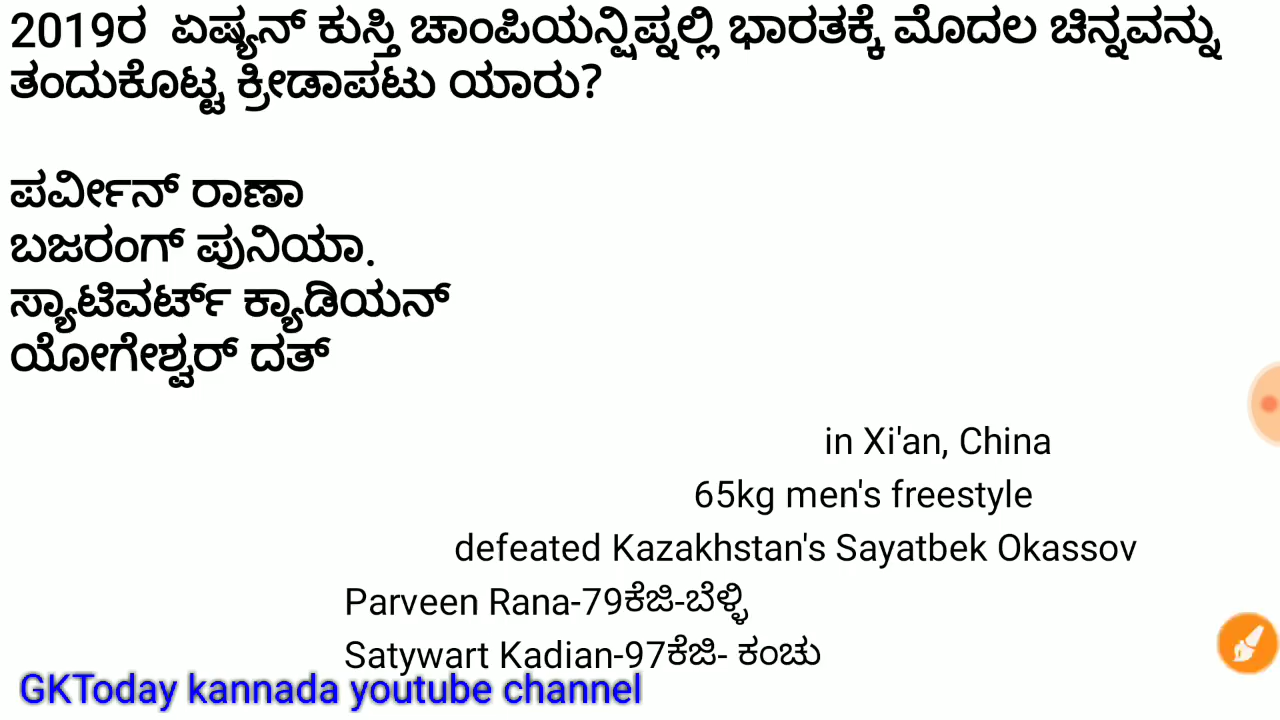 2019ರ ಏಷ್ಯನ್ ಕುಸ್ತಿ ಚಾಂಪಿಯನ್ಷಿಪ್ನಲ್ಲಿ ಭಾರತಕ್ಕೆ ಮೊದಲ ಚಿನ್ನವನ್ನು
ತಂದುಕೊಟ್ಟ ಕ್ರೀಡಾಪಟು ಯಾರು?
ಪರ್ವೀನ್ ರಾಣಾ
ಬಜರಂಗ್ ಪುನಿಯಾ.
ಸ್ಯಾಟಿವರ್ಟ್ ಕ್ಯಾಡಿಯನ್
ಯೋಗೇಶ್ವರ್ ದತ್
in Xi'an, China
65kg men's freestyle
defeated Kazakhstan's Sayatbek Okassov
Parveen Rana-79ಕೆಜಿ-ಬೆಳ್ಳಿ
Satywart Kadian-97ಕೆಜಿ- ಕಂಚು
GKToday kannada youtube channel